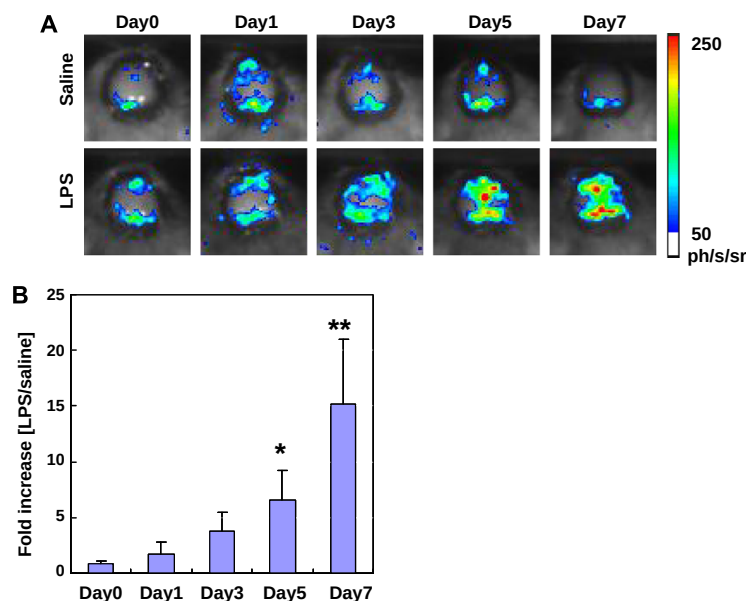 A
Day0 Day1 Day3 Day5 Day7
Saline
LPS
250
50
ph/s/sr
B
Fold increase [LPS/saline]
25
20
15
10
5
0
**
*
Day0 Day1 Day3 Day5 Day7